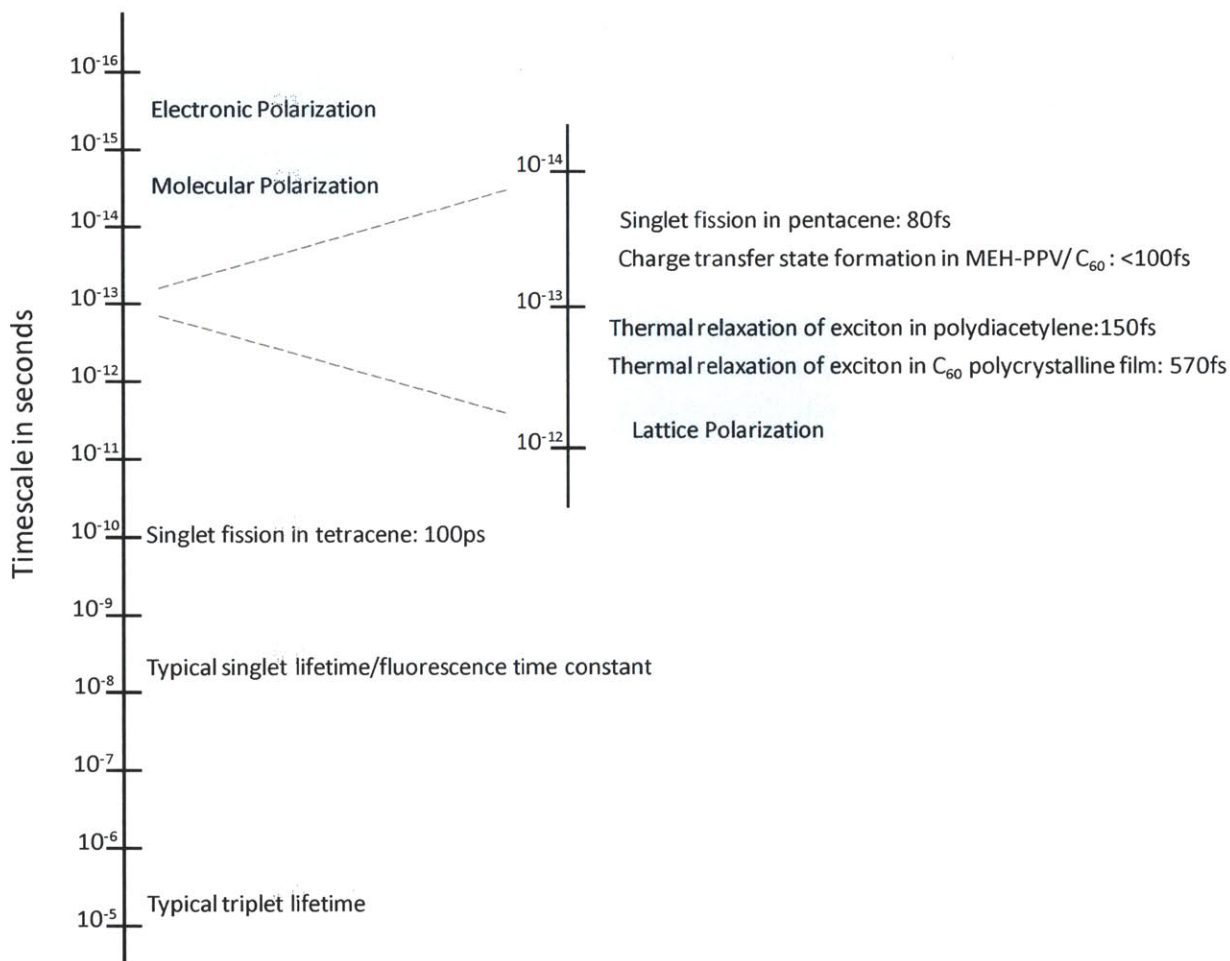 10⁻¹⁶
Electronic Polarization
10⁻¹⁵
Molecular Polarization
10⁻¹⁴
10⁻¹³
10⁻¹²
10⁻¹¹
10⁻¹⁰
Singlet fission in tetracene: 100ps
10⁻⁹
Typical singlet lifetime/fluorescence time constant
10⁻⁸
10⁻⁷
10⁻⁶
Typical triplet lifetime
10⁻⁵
Timescale in seconds
10⁻¹⁴
Singlet fission in pentacene: 80fs
Charge transfer state formation in MEH-PPV/ C₆₀ : <100fs
10⁻¹³
Thermal relaxation of exciton in polydiacetylene:150fs
Thermal relaxation of exciton in C₆₀ polycrystalline film: 570fs
Lattice Polarization
10⁻¹²